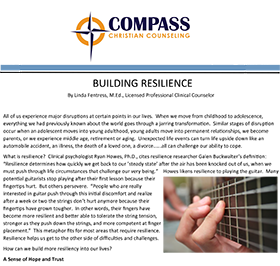 COMPASS
CHRISTIAN COUNSELING
BUILDING RESILIENCE
By Linda Fentress, M.Ed., Licensed Professional Clinical Counselor
All of us experience major disruptions at certain points in our lives. When we move from childhood to adolescence,
everything we had previously known about the world goes through a jarring transformation. Similar stages of disruption
occur when an adolescent moves into young adulthood, young adults move into permanent relationships, we become
parents, or we experience middle age, retirement or aging. Unexpected life events can turn life upside down like an
automobile accident, an illness, the death of a loved one, a divorce.....all can challenge our ability to cope.
What is resilience? Clinical psychologist Ryan Howes, Ph.D., cites resilience researcher Galen Buckwalter's definition:
"Resilience determines how quickly we get back to our 'steady state' after the air has been knocked out of us, when we
must push through life circumstances that challenge our very being." Howes likens resilience to playing the guitar. Many
potential guitarists stop playing after their first lesson because their
fingertips hurt. But others persevere. "People who are really
interested in guitar push through this initial discomfort and realize
after a week or two the strings don't hurt anymore because their
fingertips have grown tougher. In other words, their fingers have
become more resilient and better able to tolerate the string tension,
stronger as they push down the strings, and more competent at finger
placement." This metaphor fits for most areas that require resilience.
Resilience helps us get to the other side of difficulties and challenges.
How can we build more resiliency into our lives?
A Sense of Hope and Trust